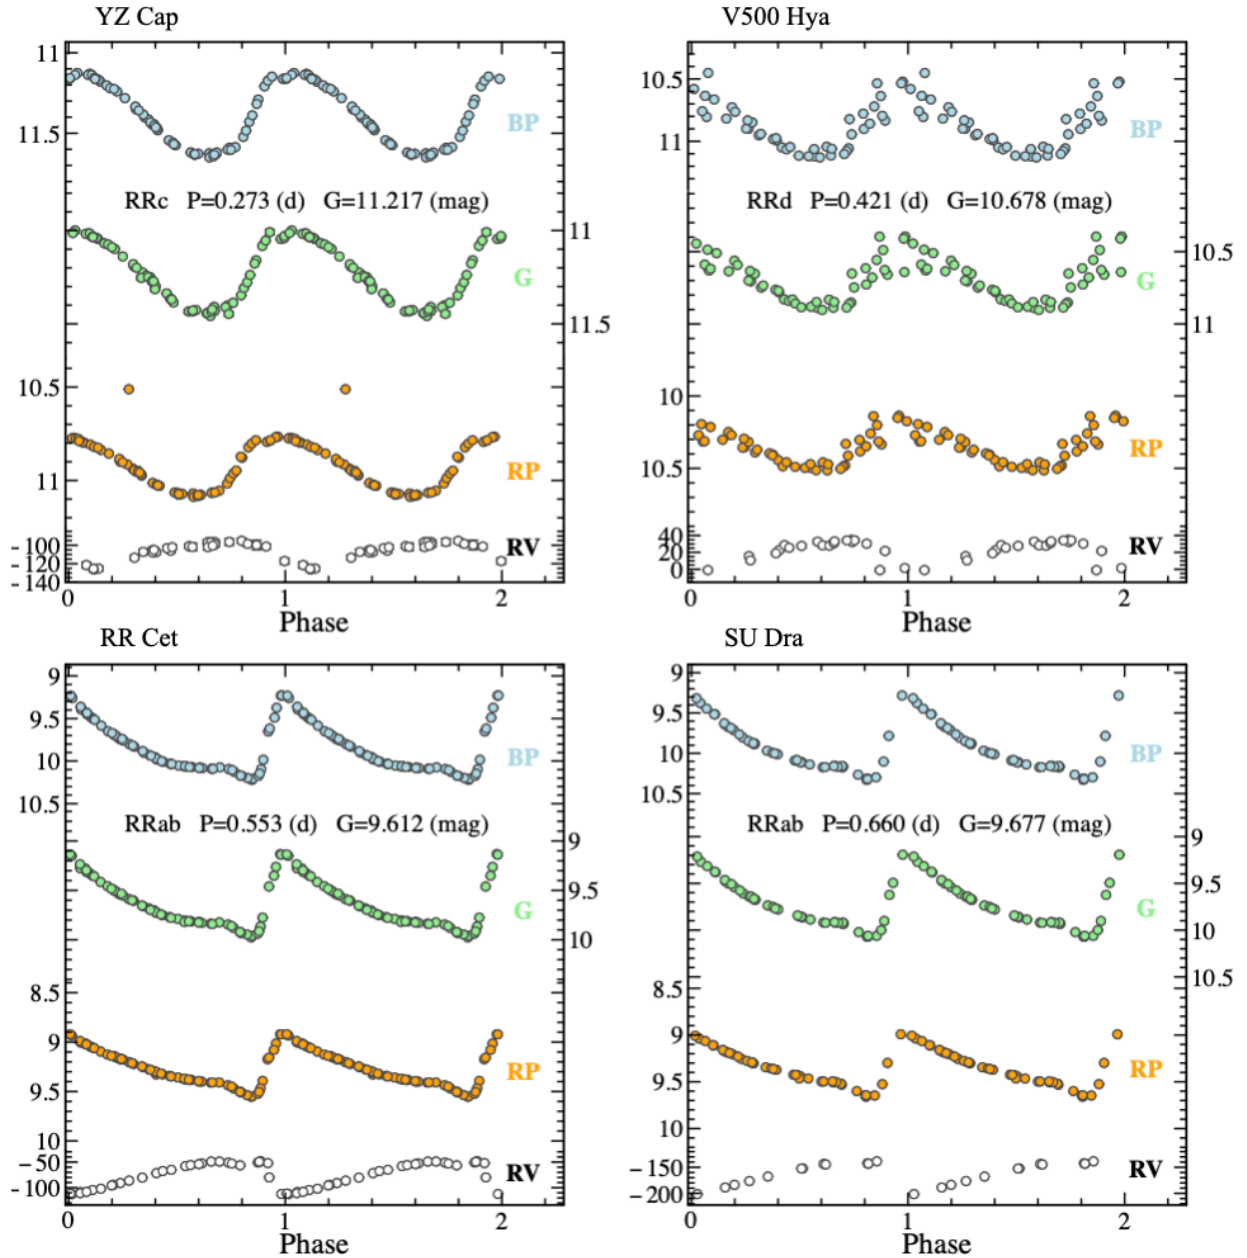 YZ Cap
11
11.5
BP
RRc P=0.273 (d) G=11.217 (mag)
11
G
11.5
10.5
11
RP
-100
-120
-140
RV
0 1 2
Phase
V500 Hya
10.5
11
BP
RRd P=0.421 (d) G=10.678 (mag)
10.5
G
11
10
10.5
RP
40
20
0
RV
0 1 2
Phase
RR Cet
9
9.5
10
10.5
BP
RRab P=0.553 (d) G=9.612 (mag)
9
9.5
G
10
8.5
9
9.5
10
RP
-50
-100
RV
0 1 2
Phase
SU Dra
9
9.5
10
10.5
BP
RRab P=0.660 (d) G=9.677 (mag)
9
9.5
G
10
10.5
8.5
9
9.5
10
RP
-150
-200
RV
0 1 2
Phase